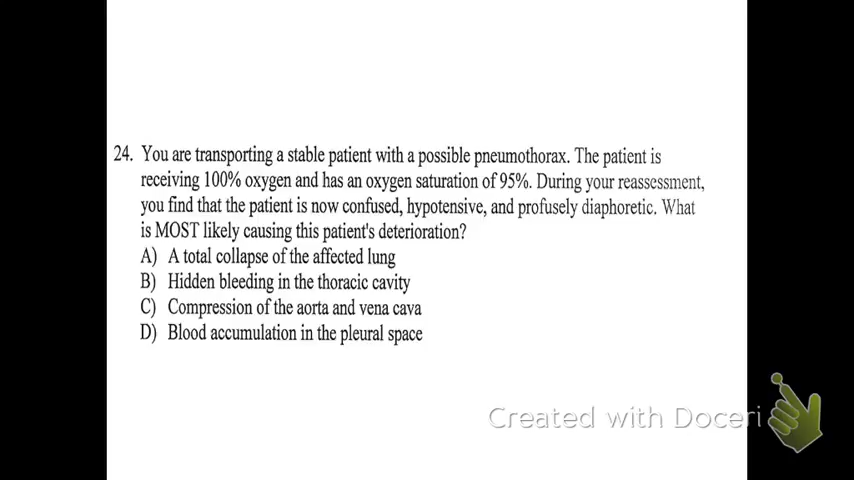 24. You are transporting a stable patient with a possible pneumothorax. The patient is
receiving 100% oxygen and has an oxygen saturation of 95%. During your reassessment,
you find that the patient is now confused, hypotensive, and profusely diaphoretic. What
is MOST likely causing this patient's deterioration?
A) A total collapse of the affected lung
B) Hidden bleeding in the thoracic cavity
C) Compression of the aorta and vena cava
D) Blood accumulation in the pleural space
Created with Doceri